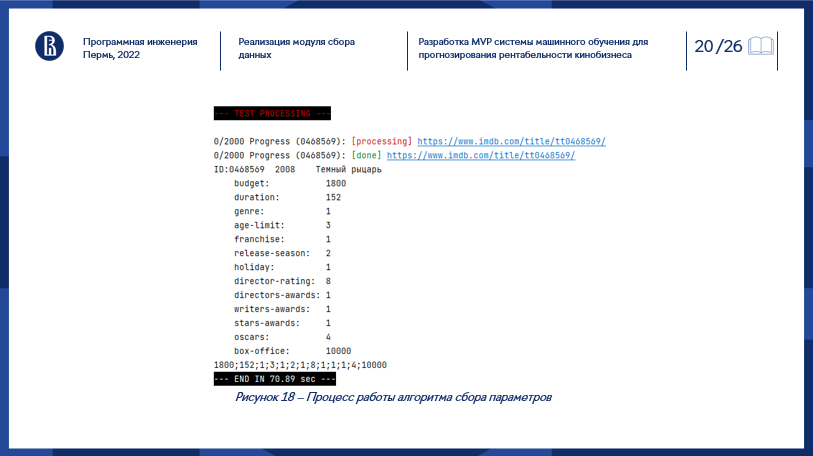 Программная инженерия
Пермь, 2022
Реализация модуля сбора
данных
Разработка MVP системы машинного обучения для
прогнозирования рентабельности кинобизнеса
20/26
--- TEST PROCESSING ---
0/2000 Progress (0468569): [processing] https://www.imdb.com/title/tt0468569/
0/2000 Progress (0468569): [done] https://www.imdb.com/title/tt0468569/
ID:0468569 2008 Темный рыцарь
budget: 1800
duration: 152
genre: 1
age-limit: 3
franchise: 1
release-season: 2
holiday: 1
director-rating: 8
directors-awards: 1
writers-awards: 1
stars-awards: 1
oscars: 4
box-office: 10000
1800;152;1;3;1;2;1;8;1;1;1;4;10000
--- END IN 70.89 sec ---
Рисунок 18 – Процесс работы алгоритма сбора параметров